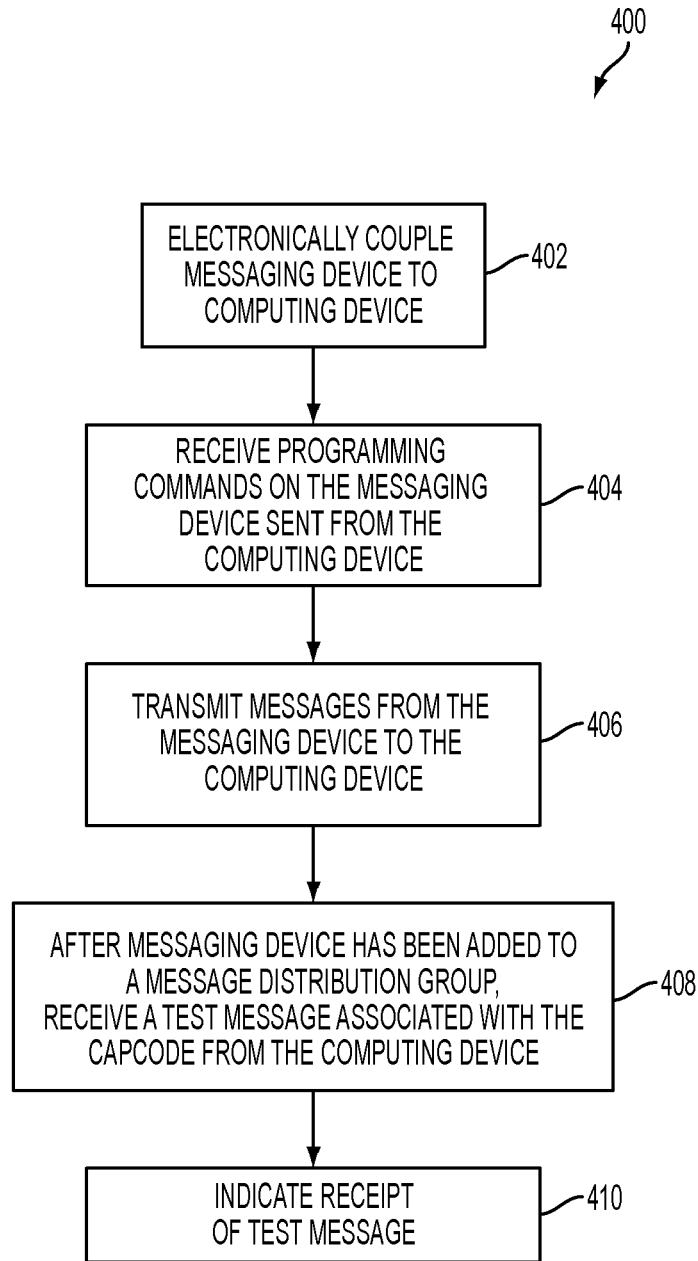 400
ELECTRONICALLY COUPLE
MESSAGING DEVICE TO
COMPUTING DEVICE
402
RECEIVE PROGRAMMING
COMMANDS ON THE MESSAGING
DEVICE SENT FROM THE
COMPUTING DEVICE
404
TRANSMIT MESSAGES FROM THE
MESSAGING DEVICE TO THE
COMPUTING DEVICE
406
AFTER MESSAGING DEVICE HAS BEEN ADDED TO
A MESSAGE DISTRIBUTION GROUP,
RECEIVE A TEST MESSAGE ASSOCIATED WITH THE
CAPCODE FROM THE COMPUTING DEVICE
408
INDICATE RECEIPT
OF TEST MESSAGE
410